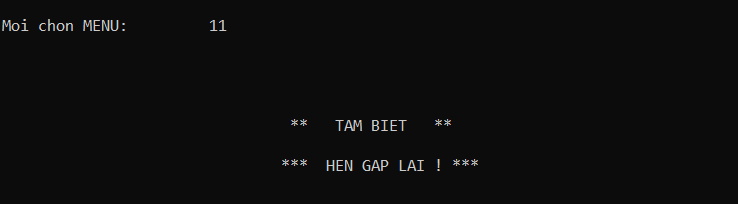 Moi chon MENU: 11
** TAM BIET **
*** HEN GAP LAI ! ***